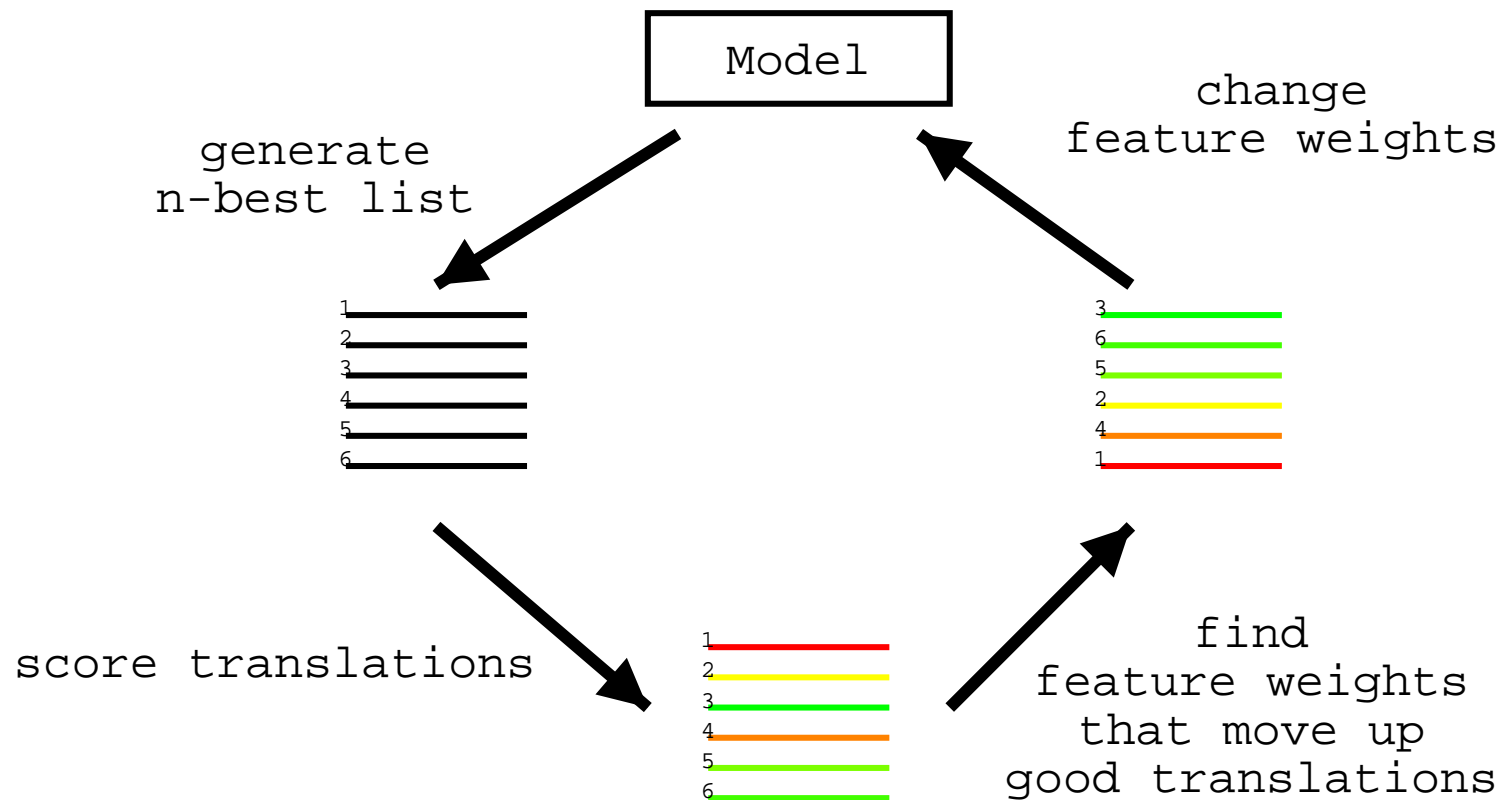 Model
change
feature weights
generate
n-best list
1
2
3
4
5
6
3
6
5
2
4
1
score translations
1
2
3
4
5
6
find
feature weights
that move up
good translations